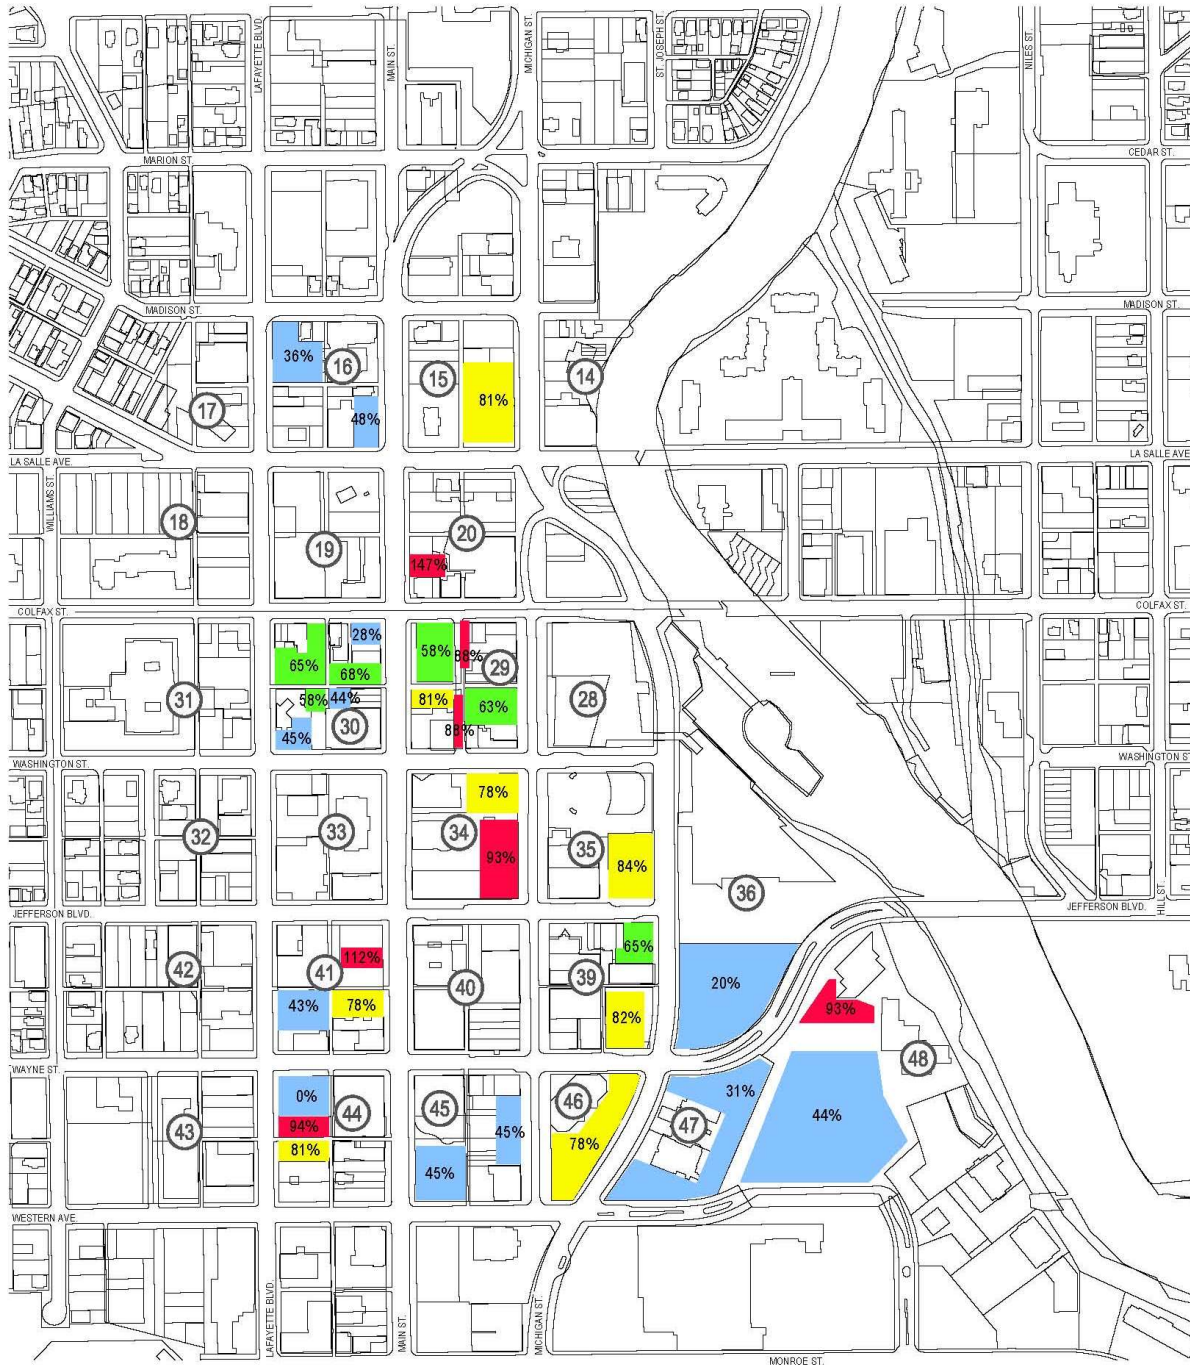 LAFAYETTE BLVD.
MAIN ST.
MICHIGAN ST.
ST. JOSEPH ST.
NILES ST.
MARION ST.
CEDAR ST.
MADISON ST.
MADISON ST.
36%
16
15
14
81%
17
48%
LA SALLE AVE.
LA SALLE AVE.
WILLIAMS ST.
18
19
20
147%
COLFAX ST.
COLFAX ST.
28%
65%
68%
58%
88%
29
31
58%
44%
81%
63%
28
30
45%
88%
WASHINGTON ST.
WASHINGTON ST
78%
32
33
34
93%
35
84%
36
HILL ST.
JEFFERSON BLVD.
JEFFERSON BLVD.
42
41
112%
40
39
65%
20%
43%
78%
82%
93%
48
WAYNE ST.
0%
94%
81%
44
43
45
45%
45%
46
78%
31%
47
44%
WESTERN AVE.
LAFAYETTE BLVD.
MAIN ST.
MICHIGAN ST.
MONROE ST.